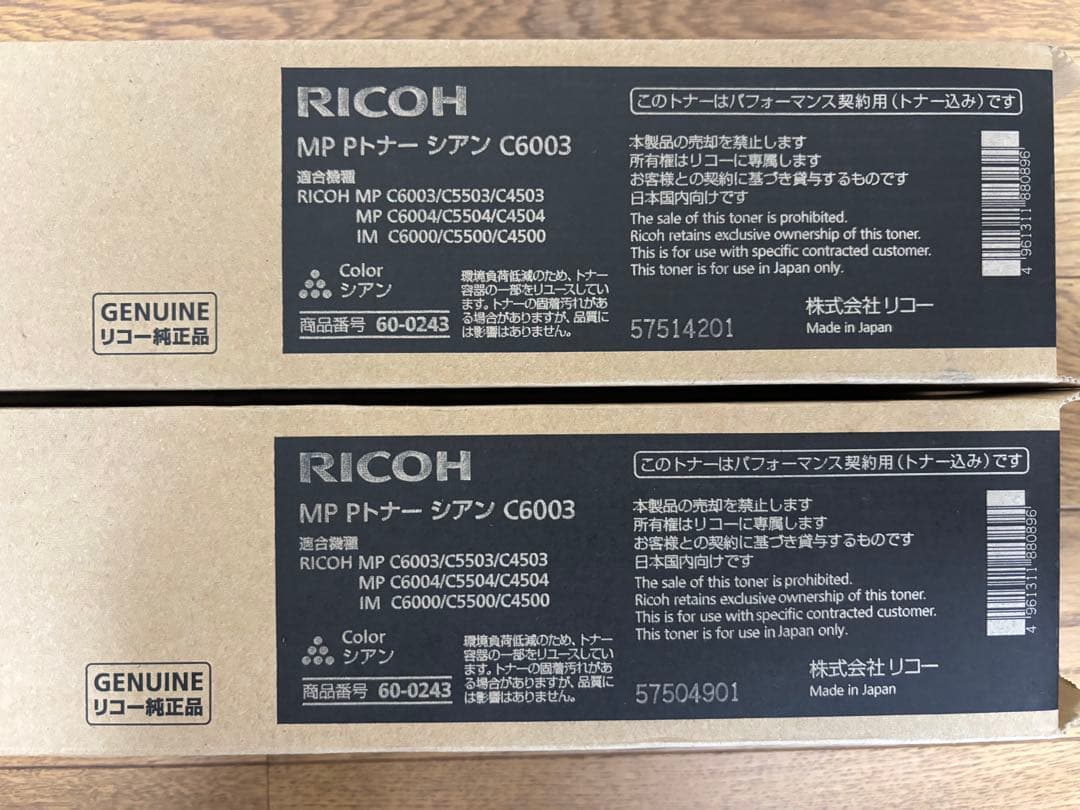 RICOH
MP Pトナー シアン C6003
適合機種
RICOH MP C6003/C5503/C4503
MP C6004/C5504/C4504
IM C6000/C5500/C4500
Color
シアン
商品番号 60-0243
環境負荷低減のため、トナー
容器の一部をリユースしてい
ます。トナーの固着汚れがあ
る場合がありますが、品質に
は影響はありません。
このトナーはパフォーマンス契約用(トナー込み)です
本製品の売却を禁止します
所有権はリコーに専属します
お客様との契約に基づき貸与するものです
日本国内向けです
The sale of this toner is prohibited.
Ricoh retains exclusive ownership of this toner.
This is for use with specific contracted customer.
This toner is for use in Japan only.
57514201
株式会社リコー
Made in Japan
4 961311 880896
GENUINE
リコー純正品
RICOH
MP Pトナー シアン C6003
適合機種
RICOH MP C6003/C5503/C4503
MP C6004/C5504/C4504
IM C6000/C5500/C4500
Color
シアン
商品番号 60-0243
環境負荷低減のため、トナー
容器の一部をリユースしてい
ます。トナーの固着汚れがあ
る場合がありますが、品質に
は影響はありません。
このトナーはパフォーマンス契約用(トナー込み)です
本製品の売却を禁止します
所有権はリコーに専属します
お客様との契約に基づき貸与するものです
日本国内向けです
The sale of this toner is prohibited.
Ricoh retains exclusive ownership of this toner.
This is for use with specific contracted customer.
This toner is for use in Japan only.
57504901
株式会社リコー
Made in Japan
4 961311 880896
GENUINE
リコー純正品